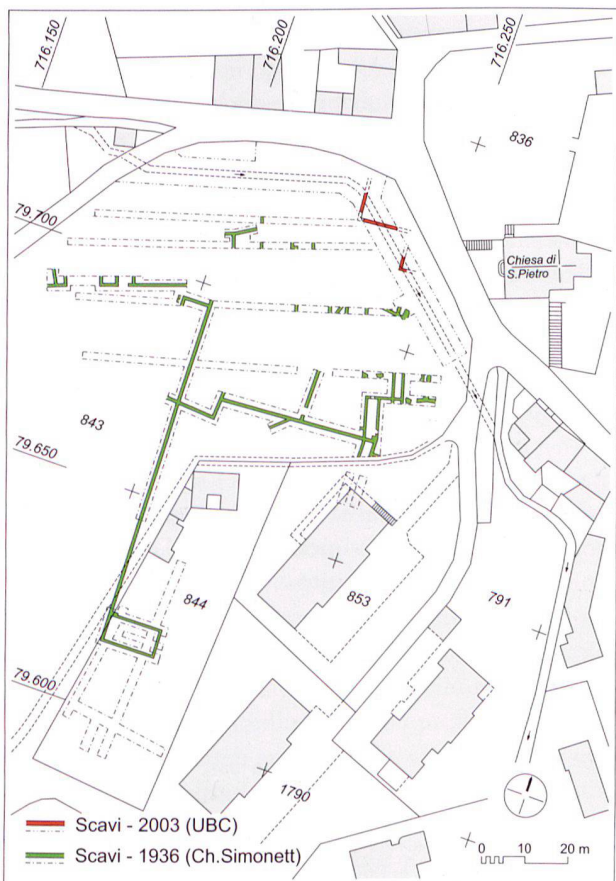 716.150
716.200
716.250
836
79.700
Chiesa di
S.Pietro
843
79.650
844
853
791
79.600
1790
Scavi - 2003 (UBC)
Scavi - 1936 (Ch.Simonett)
0 10 20 m